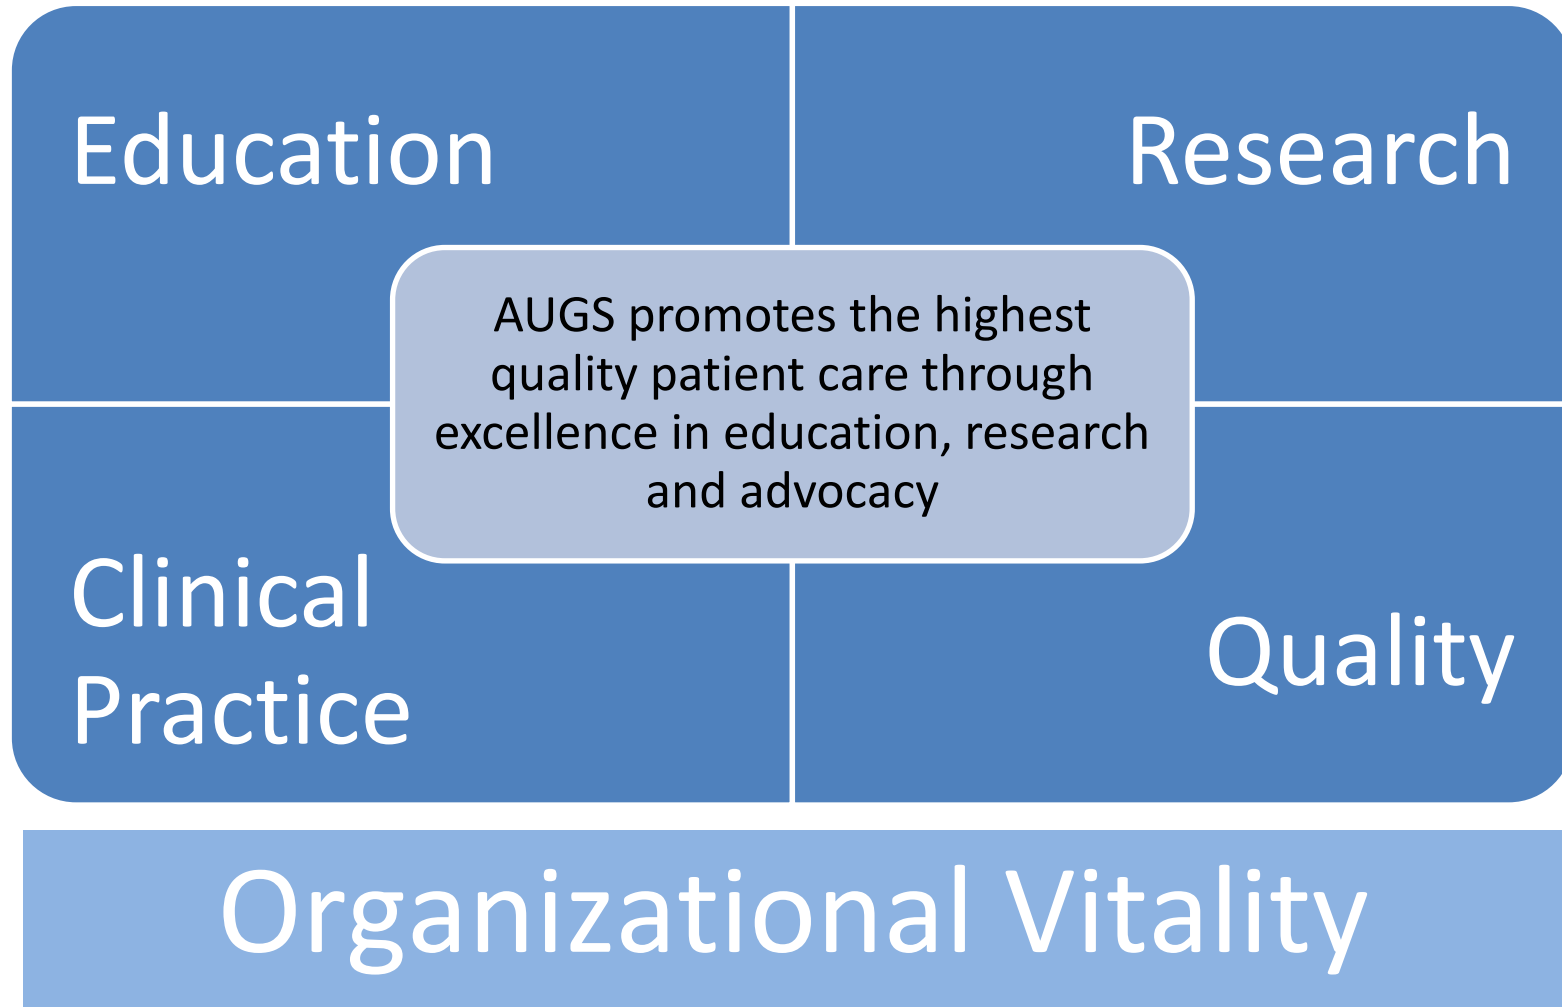 Education
Research
AUGS promotes the highest
quality patient care through
excellence in education, research
and advocacy
Clinical
Practice
Quality
Organizational Vitality